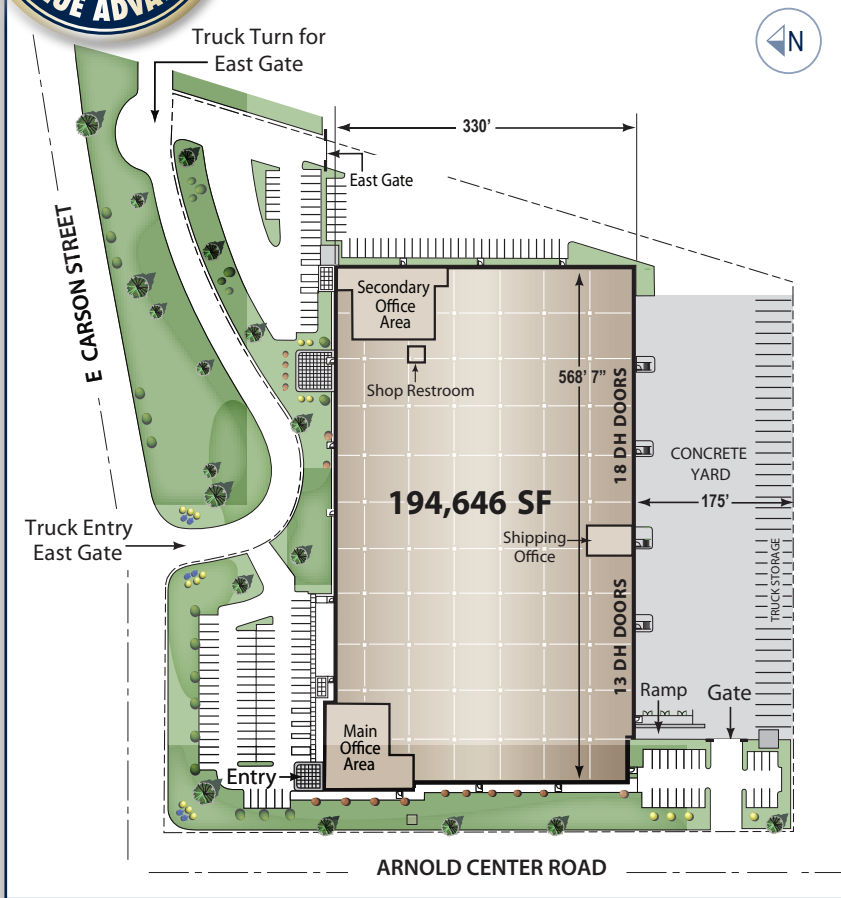 UE ADVA
Truck Turn for
East Gate
N
330’
East Gate
E CARSON STREET
Secondary
Office
Area
Shop Restroom
568’ 7”
18 DH DOORS
CONCRETE
YARD
175’
194,646 SF
Shipping
Office
Truck Entry
East Gate
TRUCK STORAGE
13 DH DOORS
Ramp
Gate
Main
Office
Area
Entry
ARNOLD CENTER ROAD